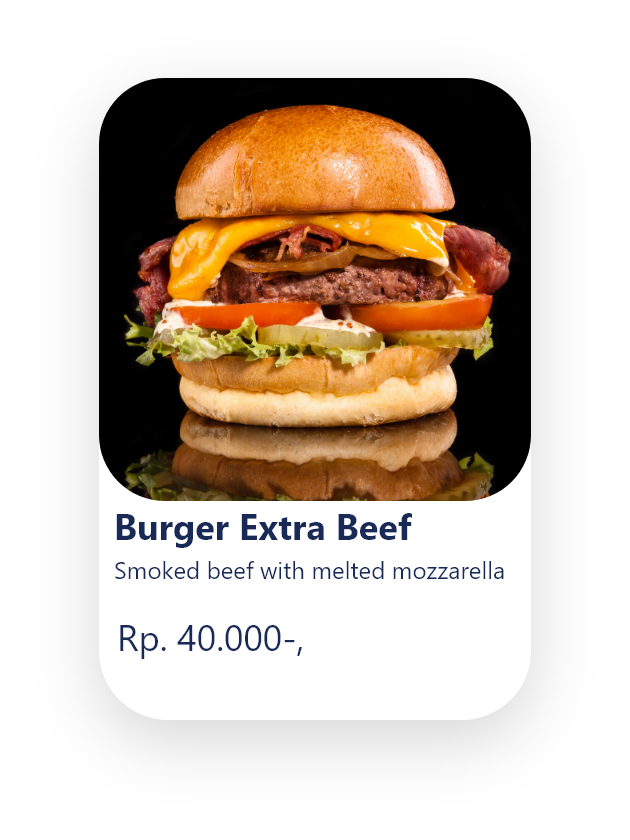 Burger Extra Beef
Smoked beef with melted mozzarella
Rp. 40.000-,